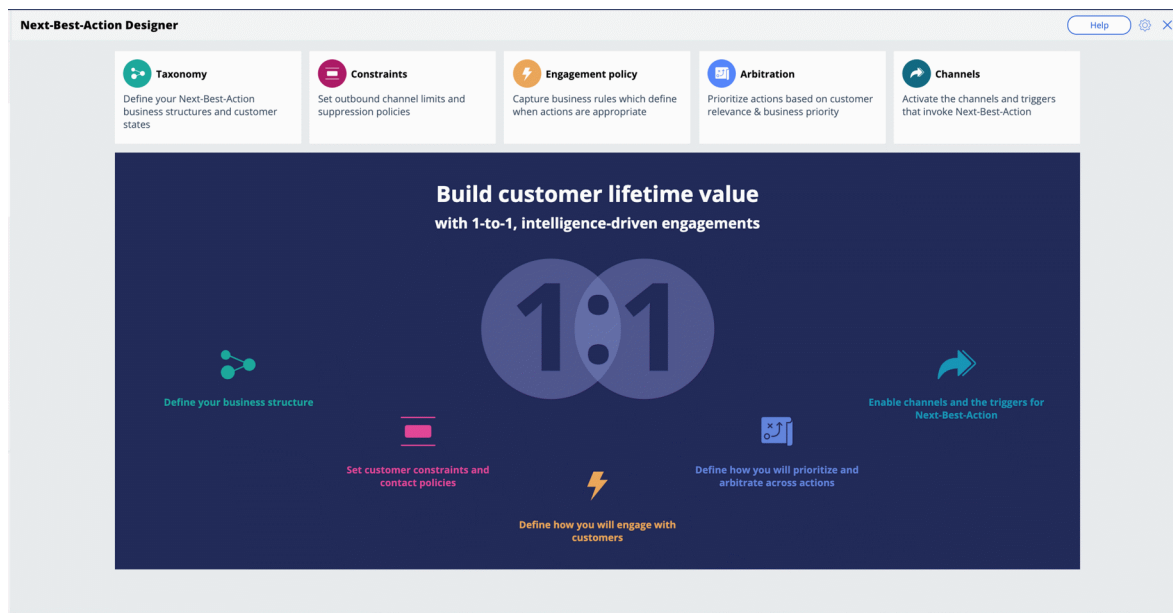 Next-Best-Action Designer
Help
Taxonomy
Define your Next-Best-Action
business structures and customer
states
Constraints
Set outbound channel limits and
suppression policies
Engagement policy
Capture business rules which define
when actions are appropriate
Arbitration
Prioritize actions based on customer
relevance & business priority
Channels
Activate the channels and triggers
that invoke Next-Best-Action
Build customer lifetime value
with 1-to-1, intelligence-driven engagements
1:1
Define your business structure
Set customer constraints and
contact policies
Define how you will engage with
customers
Define how you will prioritize and
arbitrate across actions
Enable channels and the triggers for
Next-Best-Action